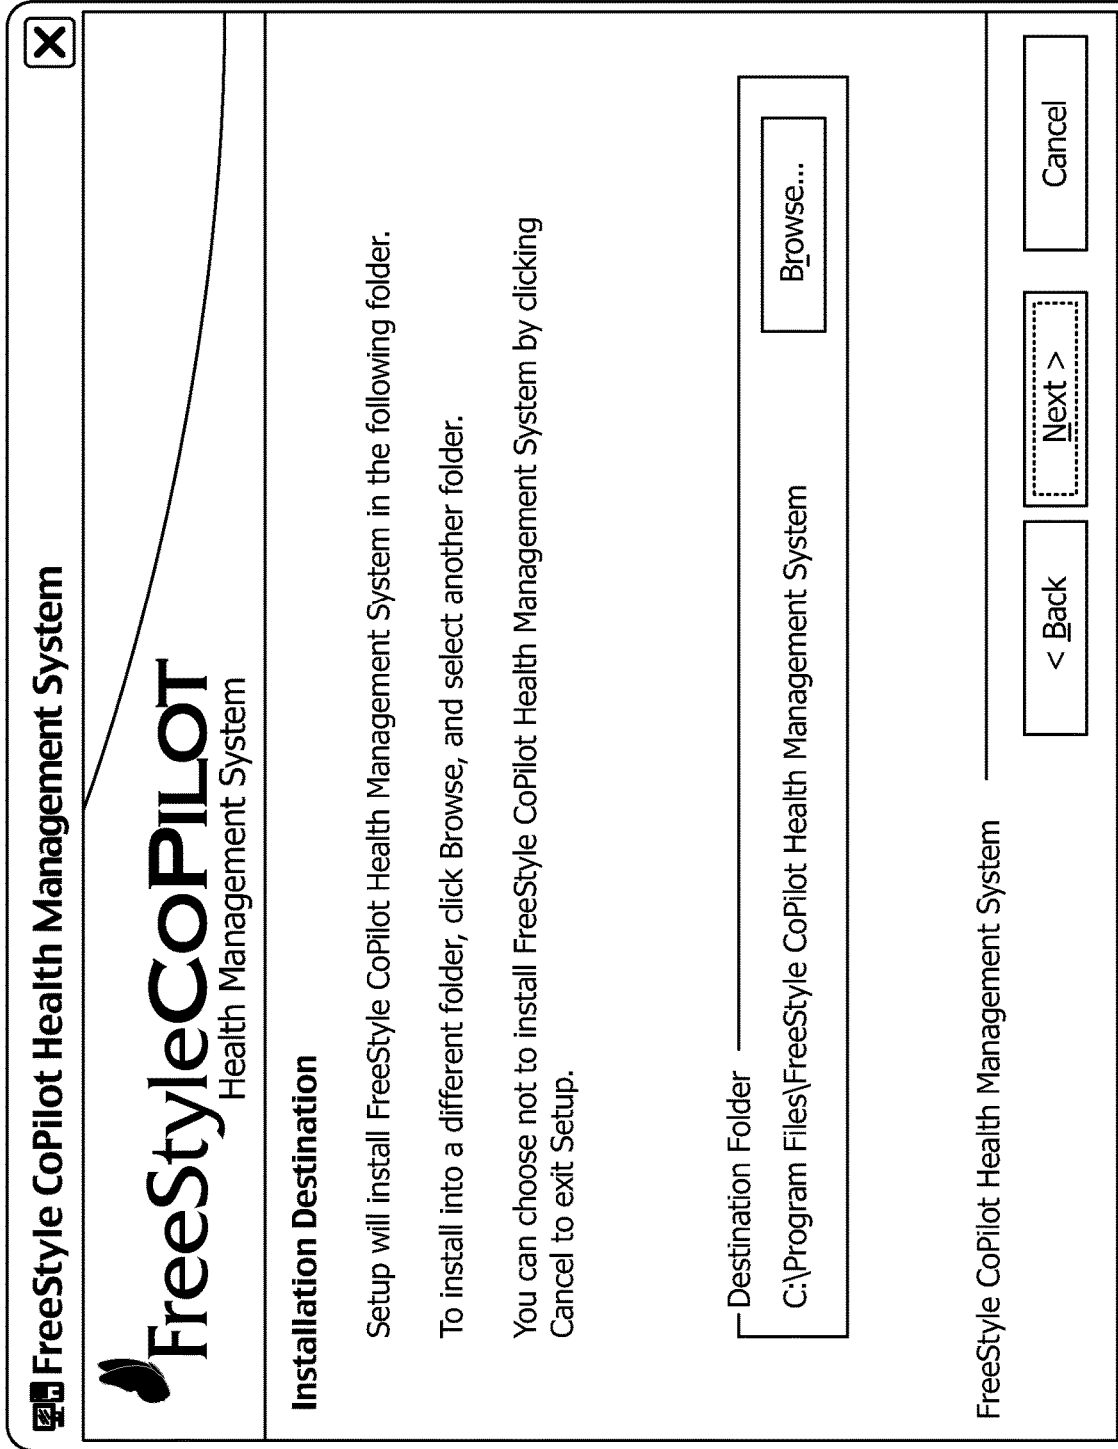 FreeStyle CoPilot Health Management System
FreeStyleCoPilot
Health Management System
Installation Destination
Setup will install FreeStyle CoPilot Health Management System in the following folder.
To install into a different folder, click Browse, and select another folder.
You can choose not to install FreeStyle CoPilot Health Management System by clicking
Cancel to exit Setup.
Destination Folder
C:\Program Files\FreeStyle CoPilot Health Management System
Browse...
FreeStyle CoPilot Health Management System
< Back
Next >
Cancel